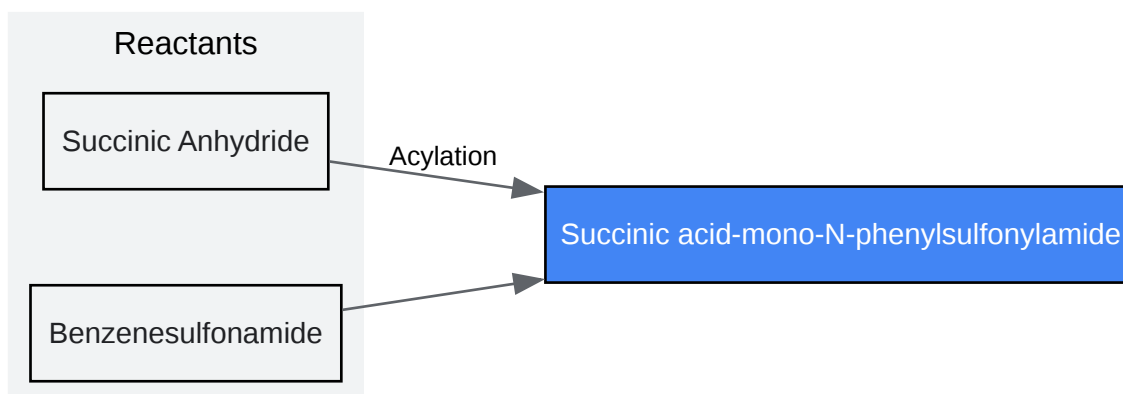 Reactants
Succinic Anhydride
Acylation
Succinic acid-mono-N-phenylsulfonylamide
Benzenesulfonamide